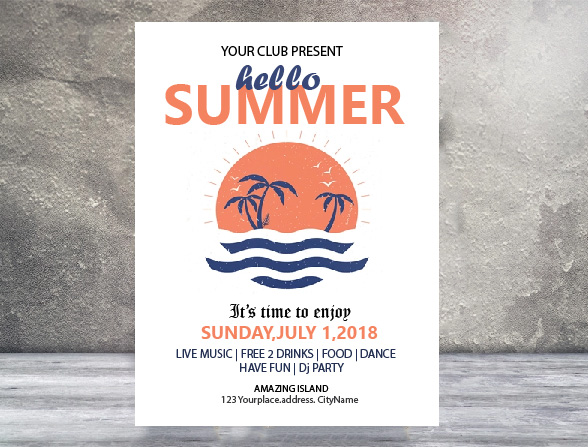 YOUR CLUB PRESENT
hello
SUMMER
It's time to enjoy
SUNDAY,JULY 1,2018
LIVE MUSIC | FREE 2 DRINKS | FOOD | DANCE
HAVE FUN | Dj PARTY
AMAZING ISLAND
123 Yourplace.address. CityName